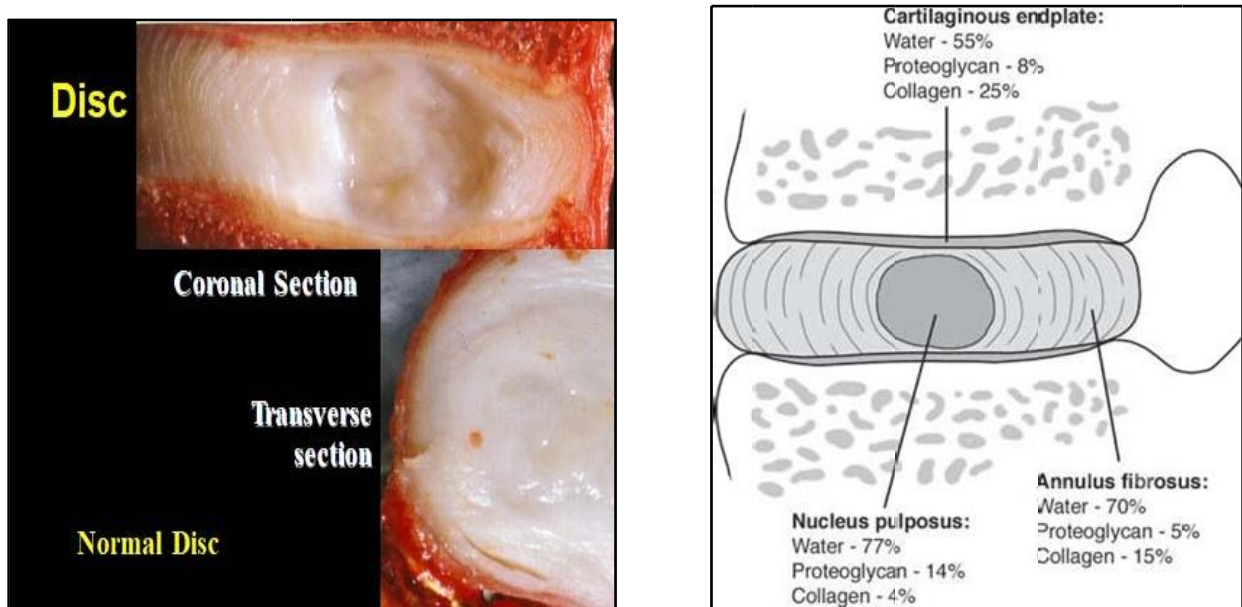 Disc
Coronal Section
Transverse
section
Normal Disc
Cartilaginous endplate:
Water - 55%
Proteoglycan - 8%
Collagen - 25%
Nucleus pulposus:
Water - 77%
Proteoglycan - 14%
Collagen - 4%
Annulus fibrosus:
Water - 70%
Proteoglycan - 5%
Collagen - 15%